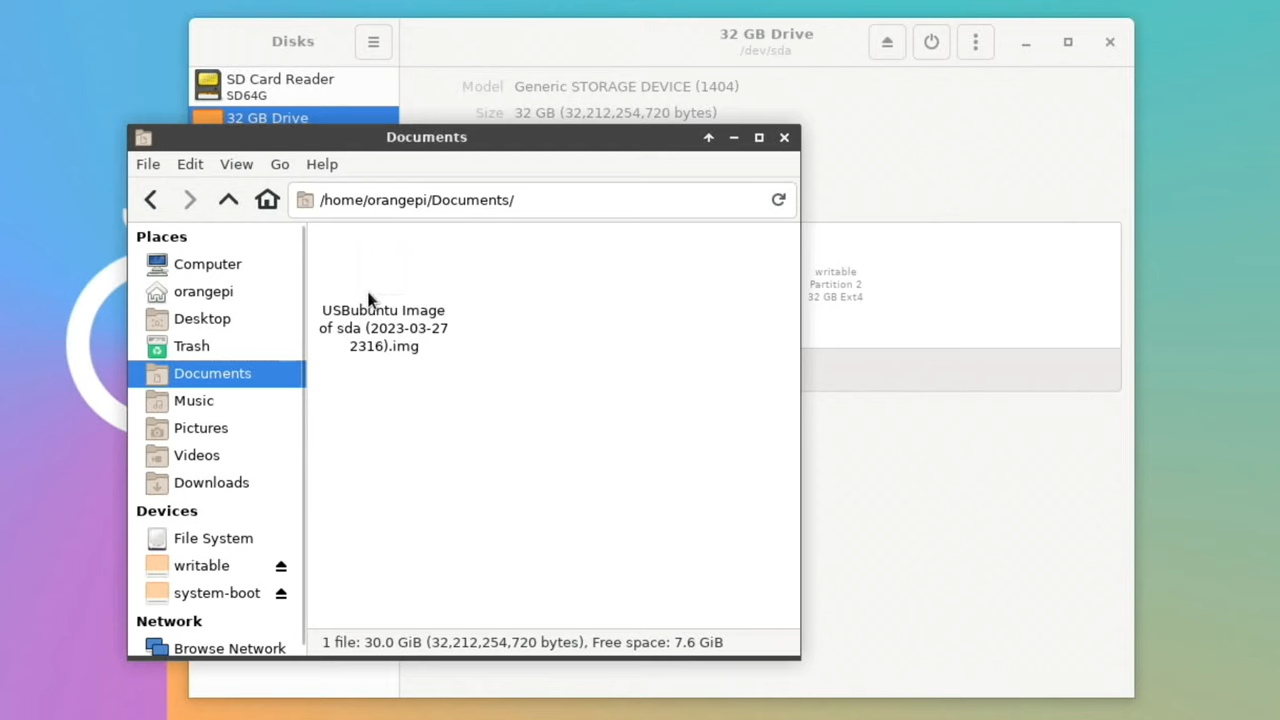 Disks
32 GB Drive
/dev/sda
SD Card Reader
SD64G
32 GB Drive
Model Generic STORAGE DEVICE (1404)
Size 32 GB (32,212,254,720 bytes)
writable
Partition 2
32 GB Ext4
Documents
File Edit View Go Help
/home/orangepi/Documents/
Places
Computer
orangepi
Desktop
Trash
Documents
Music
Pictures
Videos
Downloads
Devices
File System
writable
system-boot
Network
Browse Network
USBubuntu Image
of sda (2023-03-27
2316).img
1 file: 30.0 GiB (32,212,254,720 bytes), Free space: 7.6 GiB